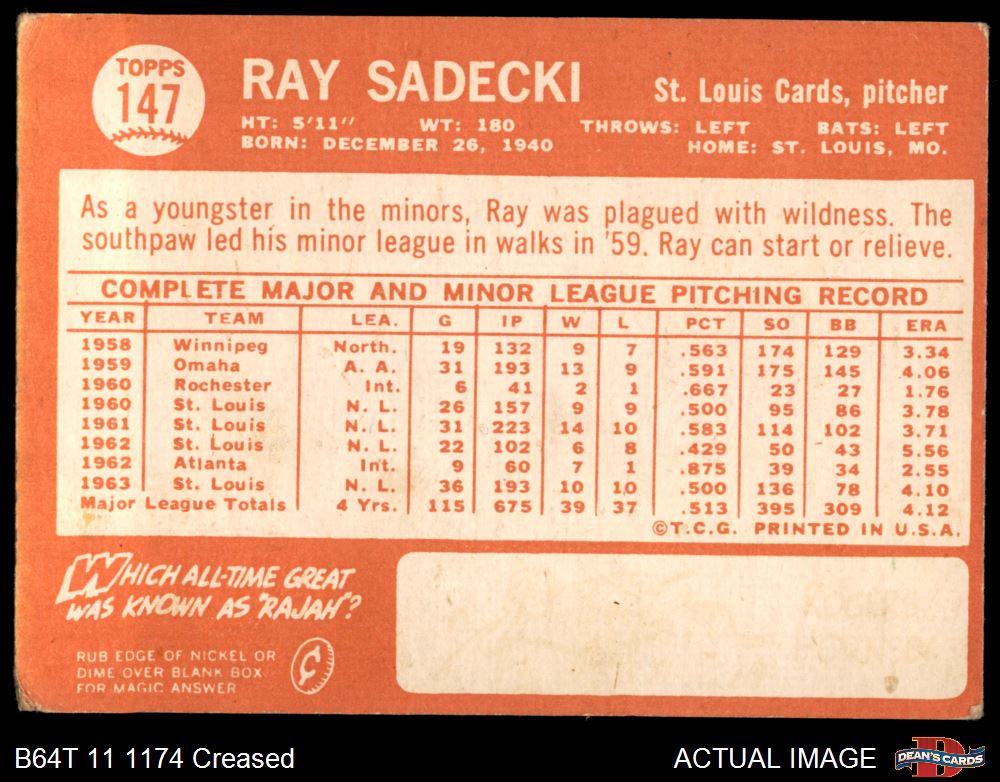 TOPPS
147
RAY SADECKI
St. Louis Cards, pitcher
HT: 5'11" WT: 180 THROWS: LEFT BATS: LEFT
BORN: DECEMBER 26, 1940 HOME: ST. LOUIS, MO.
As a youngster in the minors, Ray was plagued with wildness. The
southpaw led his minor league in walks in '59. Ray can start or relieve.
COMPLETE MAJOR AND MINOR LEAGUE PITCHING RECORD
YEAR TEAM LEA. G IP W L PCT SO BB ERA
1958 Winnipeg North. 19 132 9 7 .563 174 129 3.34
1959 Omaha A. A. 31 193 13 9 .591 175 145 4.06
1960 Rochester Int. 6 41 2 1 .667 23 27 1.76
1960 St. Louis N. L. 26 157 9 9 .500 95 86 3.78
1961 St. Louis N. L. 31 223 14 10 .583 114 102 3.71
1962 St. Louis N. L. 22 102 6 8 .429 50 43 5.56
1962 Atlanta Int. 9 60 7 1 .875 39 34 2.55
1963 St. Louis N. L. 36 193 10 10 .500 136 78 4.10
Major League Totals 4 Yrs. 115 675 39 37 .513 395 309 4.12
©T.C.G. PRINTED IN U.S.A.
WHICH ALL-TIME GREAT
WAS KNOWN AS "RAJAH"?
RUB EDGE OF NICKEL OR
DIME OVER BLANK BOX
FOR MAGIC ANSWER
B64T 11 1174 Creased
ACTUAL IMAGE
D
DEAN'S CARDS